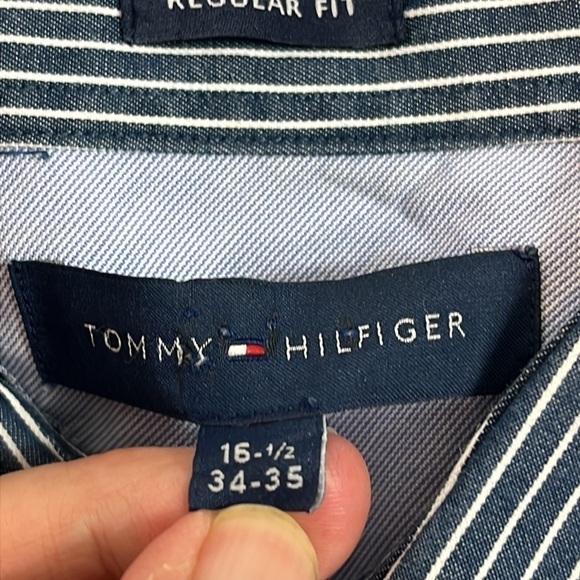 REGULAR FIT
TOMMY HILFIGER
16-1/2
34-35